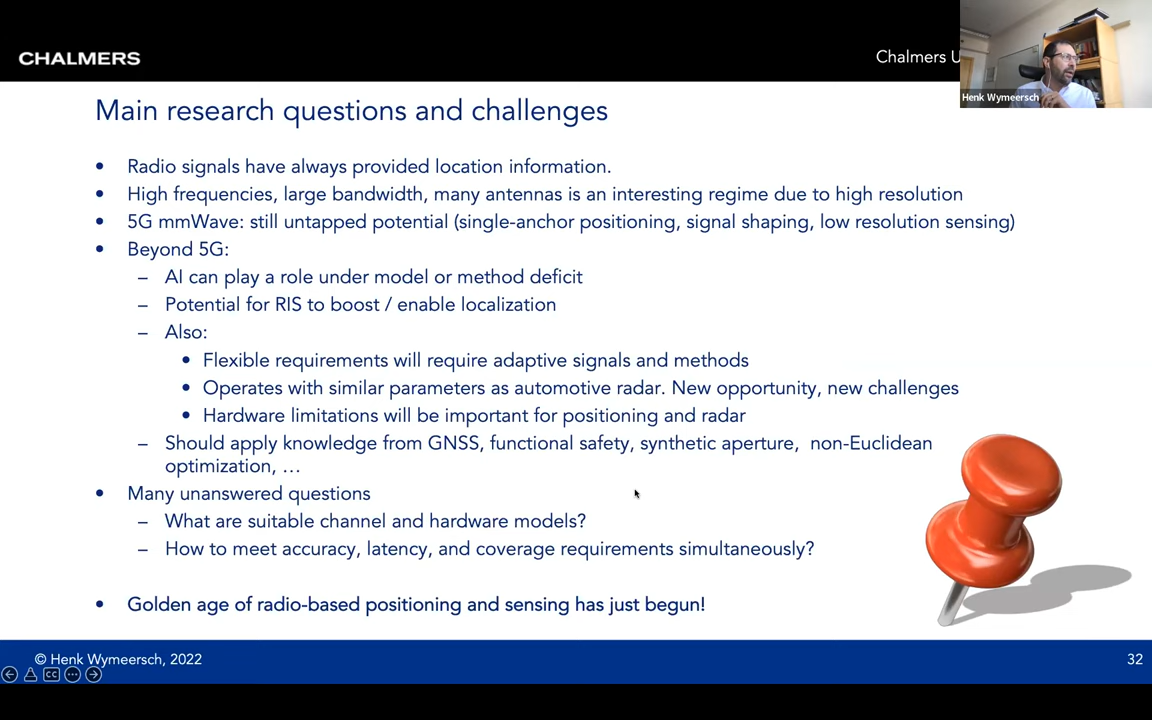 CHALMERS
Chalmers U
Henk Wymeersch
Main research questions and challenges
• Radio signals have always provided location information.
• High frequencies, large bandwidth, many antennas is an interesting regime due to high resolution
• 5G mmWave: still untapped potential (single-anchor positioning, signal shaping, low resolution sensing)
• Beyond 5G:
– AI can play a role under model or method deficit
– Potential for RIS to boost / enable localization
– Also:
• Flexible requirements will require adaptive signals and methods
• Operates with similar parameters as automotive radar. New opportunity, new challenges
• Hardware limitations will be important for positioning and radar
– Should apply knowledge from GNSS, functional safety, synthetic aperture, non-Euclidean
optimization, …
• Many unanswered questions
– What are suitable channel and hardware models?
– How to meet accuracy, latency, and coverage requirements simultaneously?
• Golden age of radio-based positioning and sensing has just begun!
© Henk Wymeersch, 2022
32
CC